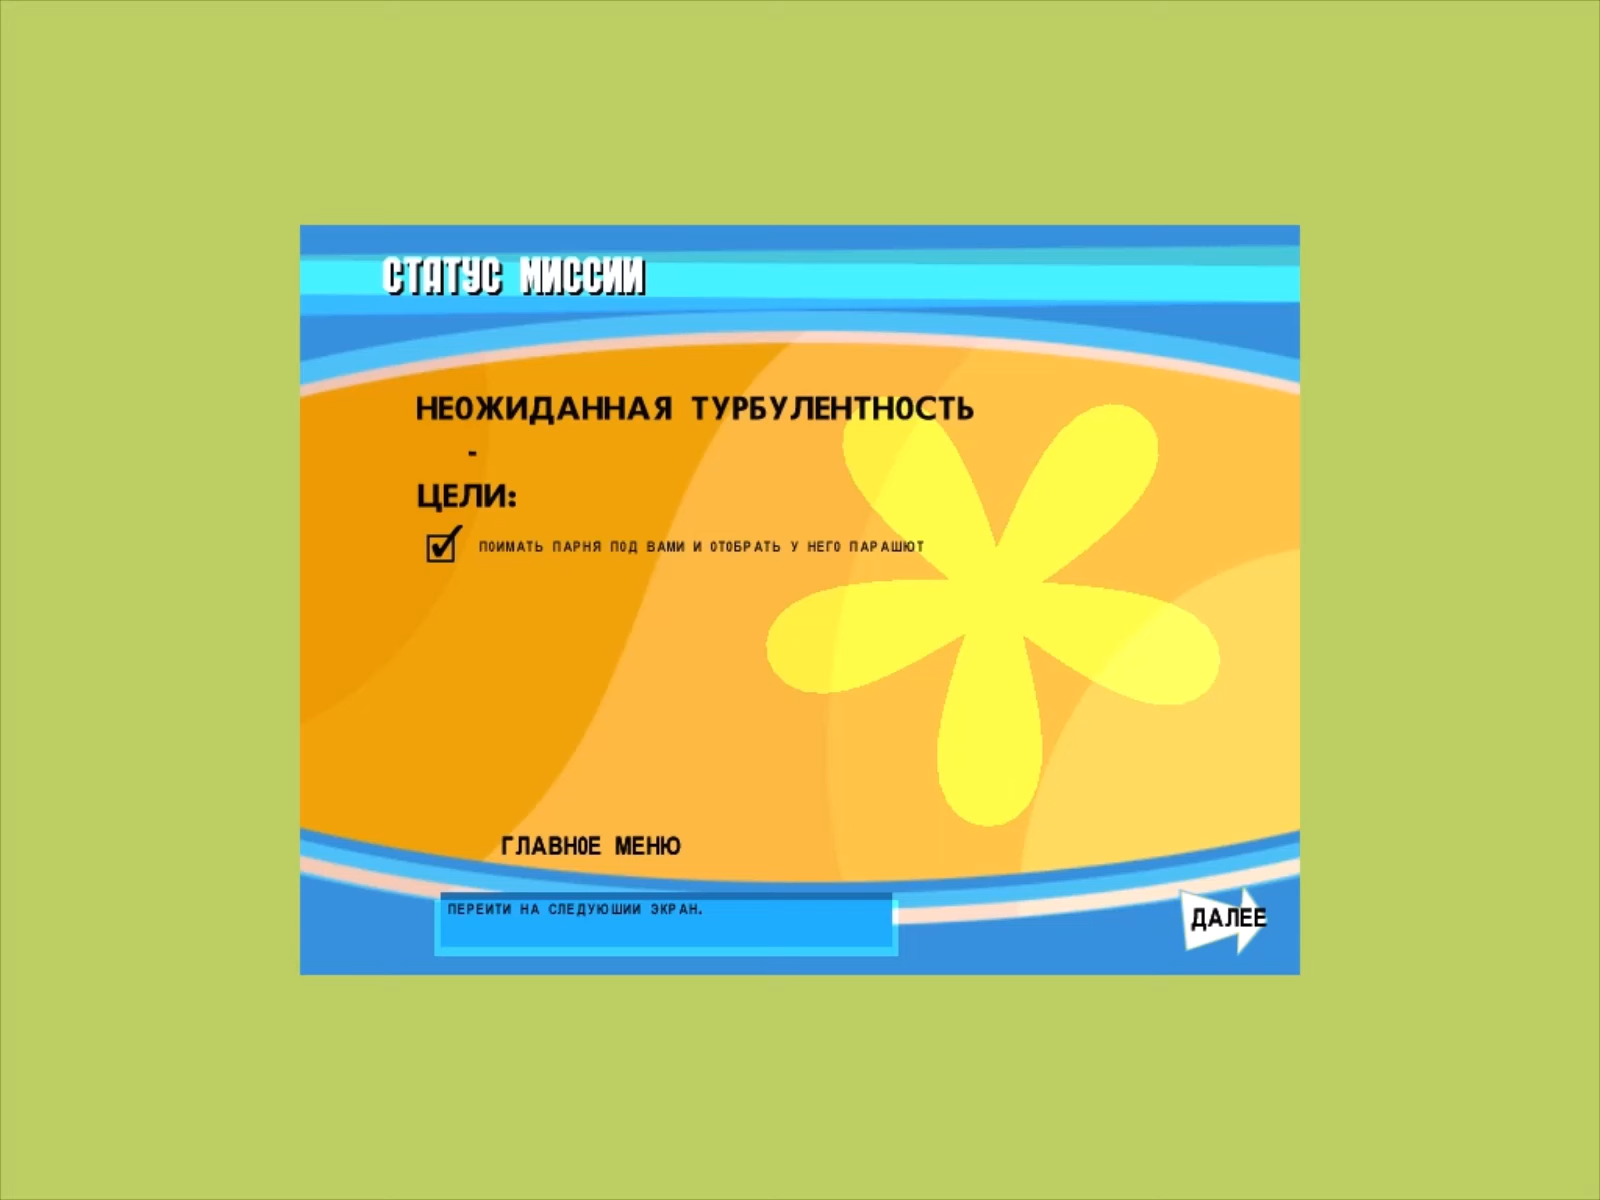 СТАТУС МИССИИ
НЕОЖИДАННАЯ ТУРБУЛЕНТНОСТЬ
-
ЦЕЛИ:
ПОИМАТЬ ПАРНЯ ПОД ВАМИ И ОТОБРАТЬ У НЕГО ПАРАШЮТ
ГЛАВНОЕ МЕНЮ
ПЕРЕИТИ НА СЛЕДУЮШИИ ЭКРАН.
ДАЛЕЕ